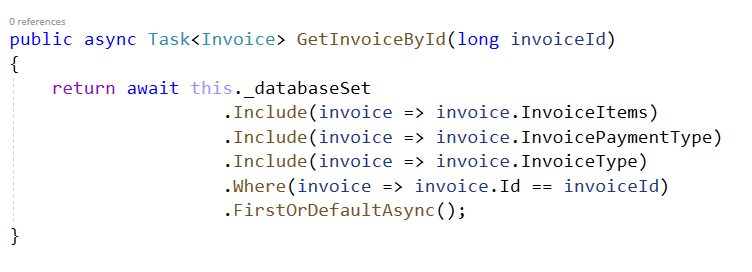 0 references
public async Task<Invoice> GetInvoiceById(long invoiceId)
{
    return await this._databaseSet
                    .Include(invoice => invoice.InvoiceItems)
                    .Include(invoice => invoice.InvoicePaymentType)
                    .Include(invoice => invoice.InvoiceType)
                    .Where(invoice => invoice.Id == invoiceId)
                    .FirstOrDefaultAsync();
}